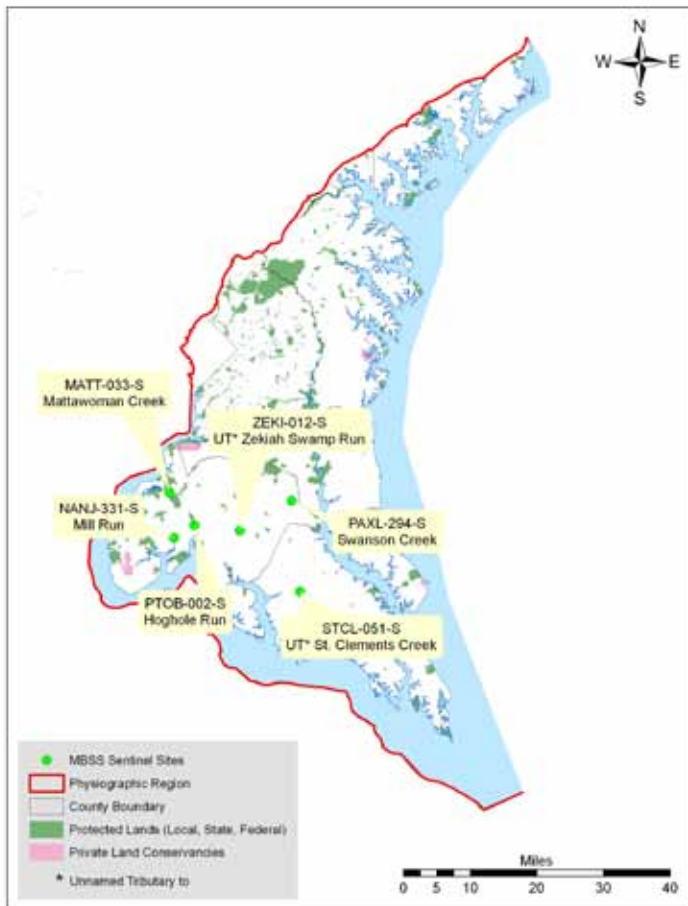 N
W E
S
MATT-033-S
Mattawoman Creek
ZEKI-012-S
UT* Zekiah Swamp Run
NANJ-331-S
Mill Run
PAXL-294-S
Swanson Creek
PTOB-002-S
Hoghole Run
STCL-051-S
UT* St. Clements Creek
MBSS Sentinel Sites
Physiographic Region
County Boundary
Protected Lands (Local, State, Federal)
Private Land Conservancies
* Unnamed Tributary to
Miles
0 5 10 20 30 40